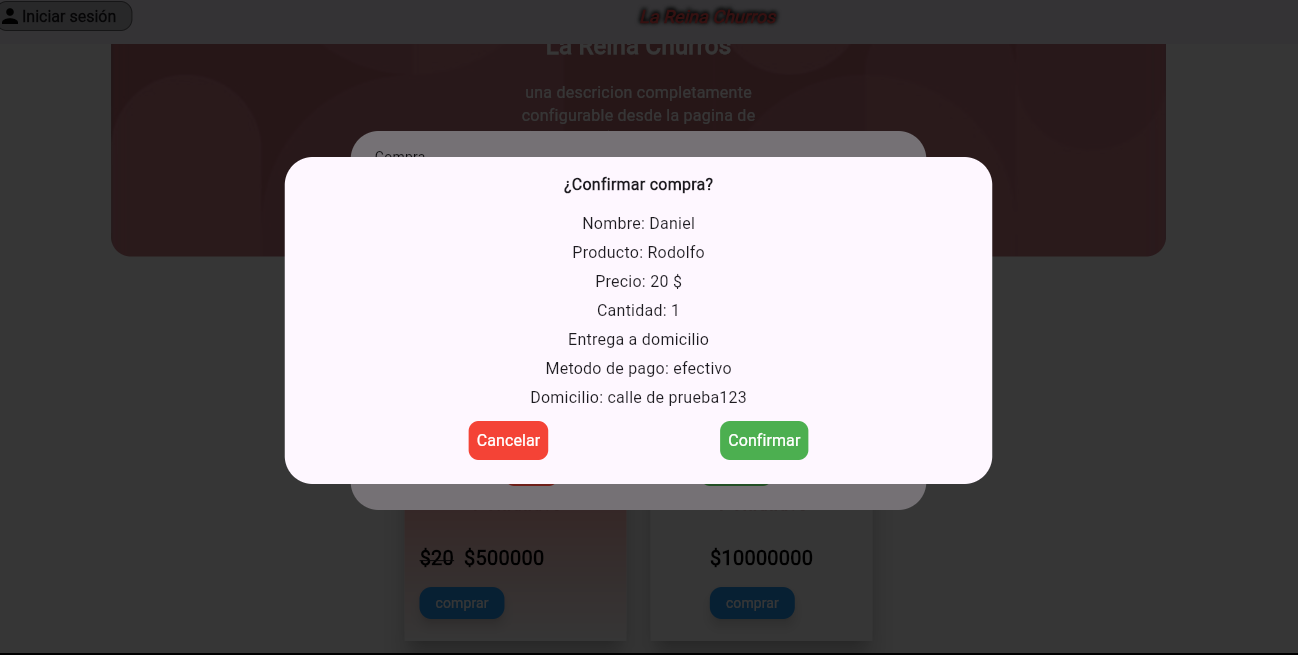 Iniciar sesión
La Reina Churros
La Reina Churros
una descricion completamente
configurable desde la pagina de
Compra
¿Confirmar compra?
Nombre: Daniel
Producto: Rodolfo
Precio: 20 $
Cantidad: 1
Entrega a domicilio
Metodo de pago: efectivo
Domicilio: calle de prueba123
Cancelar Confirmar
$20 $500000 $10000000
comprar comprar